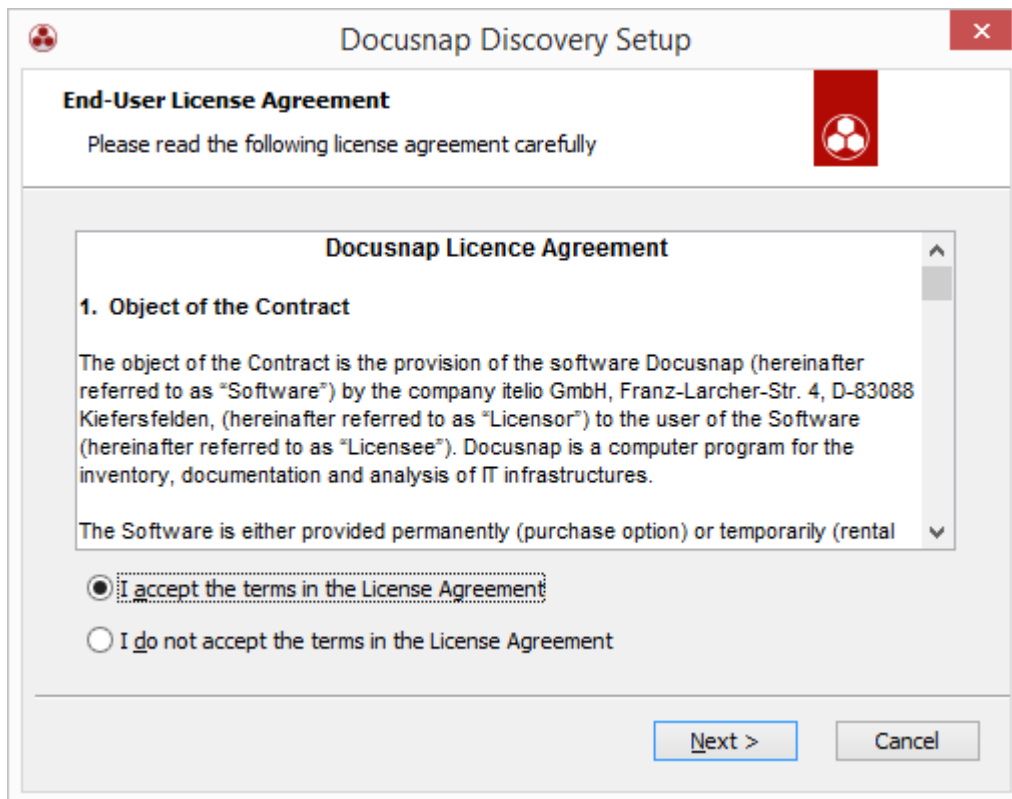 Docusnap Discovery Setup
End-User License Agreement
Please read the following license agreement carefully
Docusnap Licence Agreement
1. Object of the Contract
The object of the Contract is the provision of the software Docusnap (hereinafter
referred to as “Software”) by the company itelio GmbH, Franz-Larcher-Str. 4, D-83088
Kiefersfelden, (hereinafter referred to as “Licensor”) to the user of the Software
(hereinafter referred to as “Licensee”). Docusnap is a computer program for the
inventory, documentation and analysis of IT infrastructures.
The Software is either provided permanently (purchase option) or temporarily (rental
I accept the terms in the License Agreement
I do not accept the terms in the License Agreement
Next >
Cancel